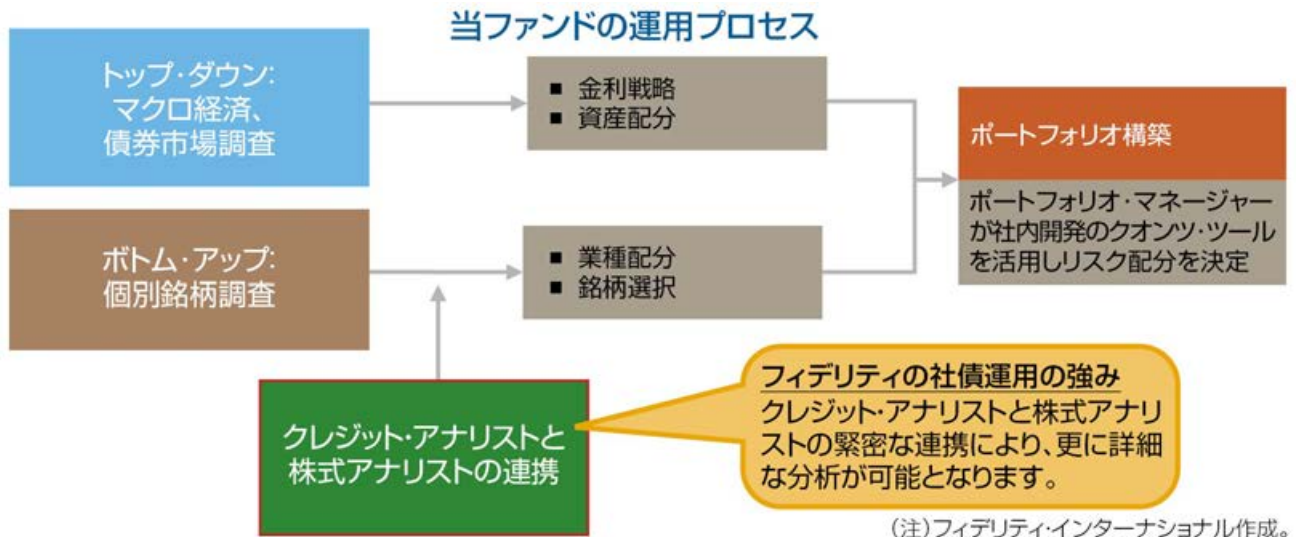 当ファンドの運用プロセス
トップ・ダウン:
マクロ経済、
債券市場調査
■ 金利戦略
■ 資産配分
ボトム・アップ:
個別銘柄調査
■ 業種配分
■ 銘柄選択
ポートフォリオ構築
ポートフォリオ・マネージャー
が社内開発のクオンツ・ツール
を活用しリスク配分を決定
クレジット・アナリストと
株式アナリストの連携
フィデリティの社債運用の強み
クレジット・アナリストと株式アナリ
ストの緊密な連携により、更に詳細
な分析が可能となります。
(注)フィデリティ・インターナショナル作成。